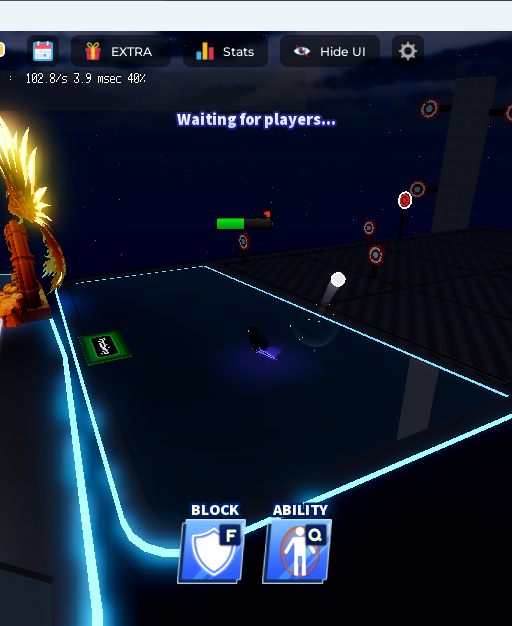 EXTRA
Stats
Hide UI
: 102.8/s 3.9 msec 40%
Waiting for players...
BLOCK
ABILITY
F
Q